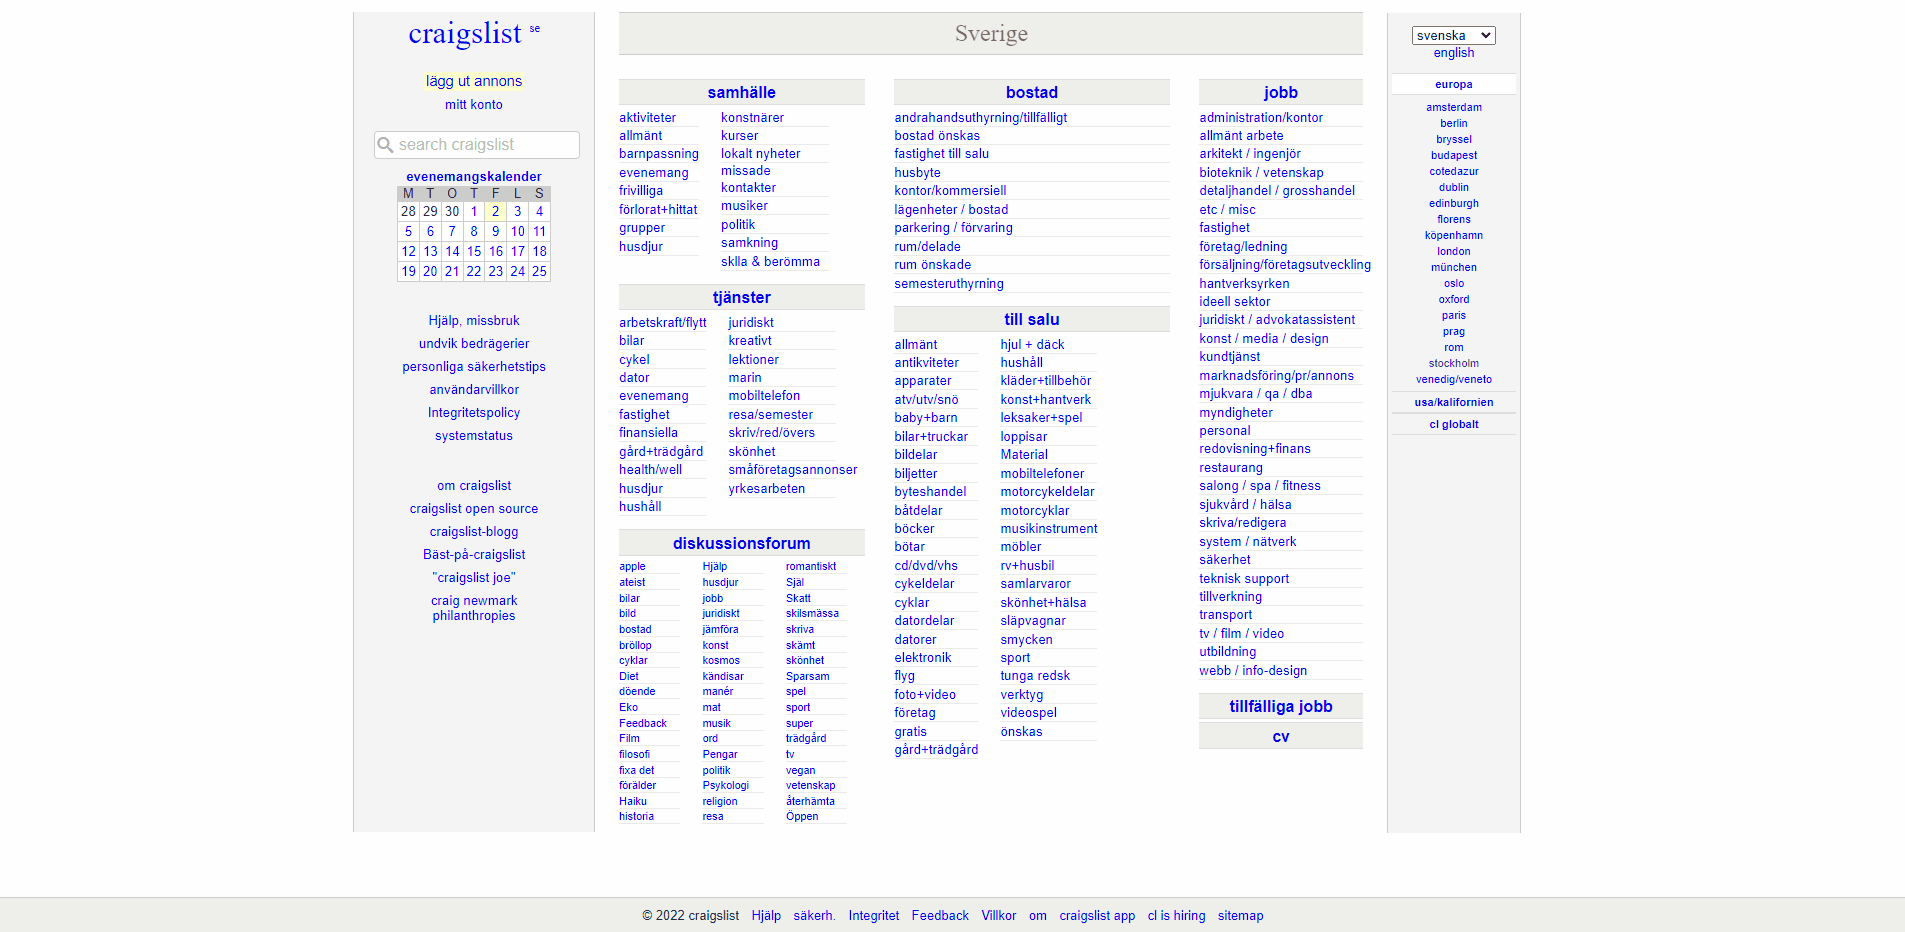 craigslist se
lägg ut annons
mitt konto
search craigslist
evenemangskalender
M T O T F L S
28 29 30 1 2 3 4
5 6 7 8 9 10 11
12 13 14 15 16 17 18
19 20 21 22 23 24 25
Hjälp, missbruk
undvik bedrägerier
personliga säkerhetstips
användarvillkor
Integritetspolicy
systemstatus
om craigslist
craigslist open source
craigslist-blogg
Bäst-på-craigslist
"craigslist joe"
craig newmark
philanthropies
Sverige
samhälle
aktiviteter
allmänt
barnpassning
evenemang
frivilliga
förlorat+hittat
grupper
husdjur
konstnärer
kurser
lokalt nyheter
missade
kontakter
musiker
politik
samkning
sklla & berömma
tjänster
arbetskraft/flytt
bilar
cykel
dator
evenemang
fastighet
finansiella
gård+trädgård
health/well
husdjur
hushåll
juridiskt
kreativt
lektioner
marin
mobiltelefon
resa/semester
skriv/red/övers
skönhet
småföretagsannonser
yrkesarbeten
diskussionsforum
apple
ateist
bilar
bild
bostad
bröllop
cyklar
Diet
döende
Eko
Feedback
Film
filosofi
fixa det
förälder
Haiku
historia
Hjälp
husdjur
jobb
juridiskt
jämföra
konst
kosmos
kändisar
manér
mat
musik
ord
Pengar
politik
Psykologi
religion
resa
romantiskt
Själ
Skatt
skilsmässa
skriva
skämt
skönhet
Sparsam
spel
sport
super
trädgård
tv
vegan
vetenskap
återhämta
Öppen
bostad
andrahandsuthyrning/tillfälligt
bostad önskas
fastighet till salu
husbyte
kontor/kommersiell
lägenheter / bostad
parkering / förvaring
rum/delade
rum önskade
semesteruthyrning
till salu
allmänt
antikviteter
apparater
atv/utv/snö
baby+barn
bilar+truckar
bildelar
biljetter
byteshandel
båtdelar
böcker
bötar
cd/dvd/vhs
cykeldelar
cyklar
datordelar
datorer
elektronik
flyg
foto+video
företag
gratis
gård+trädgård
hjul + däck
hushåll
kläder+tillbehör
konst+hantverk
leksaker+spel
loppisar
Material
mobiltelefoner
motorcykeldelar
motorcyklar
musikinstrument
möbler
rv+husbil
samlarvaror
skönhet+hälsa
släpvagnar
smycken
sport
tunga redsk
verktyg
videospel
önskas
jobb
administration/kontor
allmänt arbete
arkitekt / ingenjör
bioteknik / vetenskap
detaljhandel / grosshandel
etc / misc
fastighet
företag/ledning
försäljning/företagsutveckling
hantverksyrken
ideell sektor
juridiskt / advokatassistent
konst / media / design
kundtjänst
marknadsföring/pr/annons
mjukvara / qa / dba
myndigheter
personal
redovisning+finans
restaurang
salong / spa / fitness
sjukvård / hälsa
skriva/redigera
system / nätverk
säkerhet
teknisk support
tillverkning
transport
tv / film / video
utbildning
webb / info-design
tillfälliga jobb
cv
svenska
english
europa
amsterdam
berlin
bryssel
budapest
cotedazur
dublin
edinburgh
florens
köpenhamn
london
münchen
oslo
oxford
paris
prag
rom
stockholm
venedig/veneto
usa/kalifornien
cl globalt
© 2022 craigslist Hjälp säkerh. Integritet Feedback Villkor om craigslist app cl is hiring sitemap